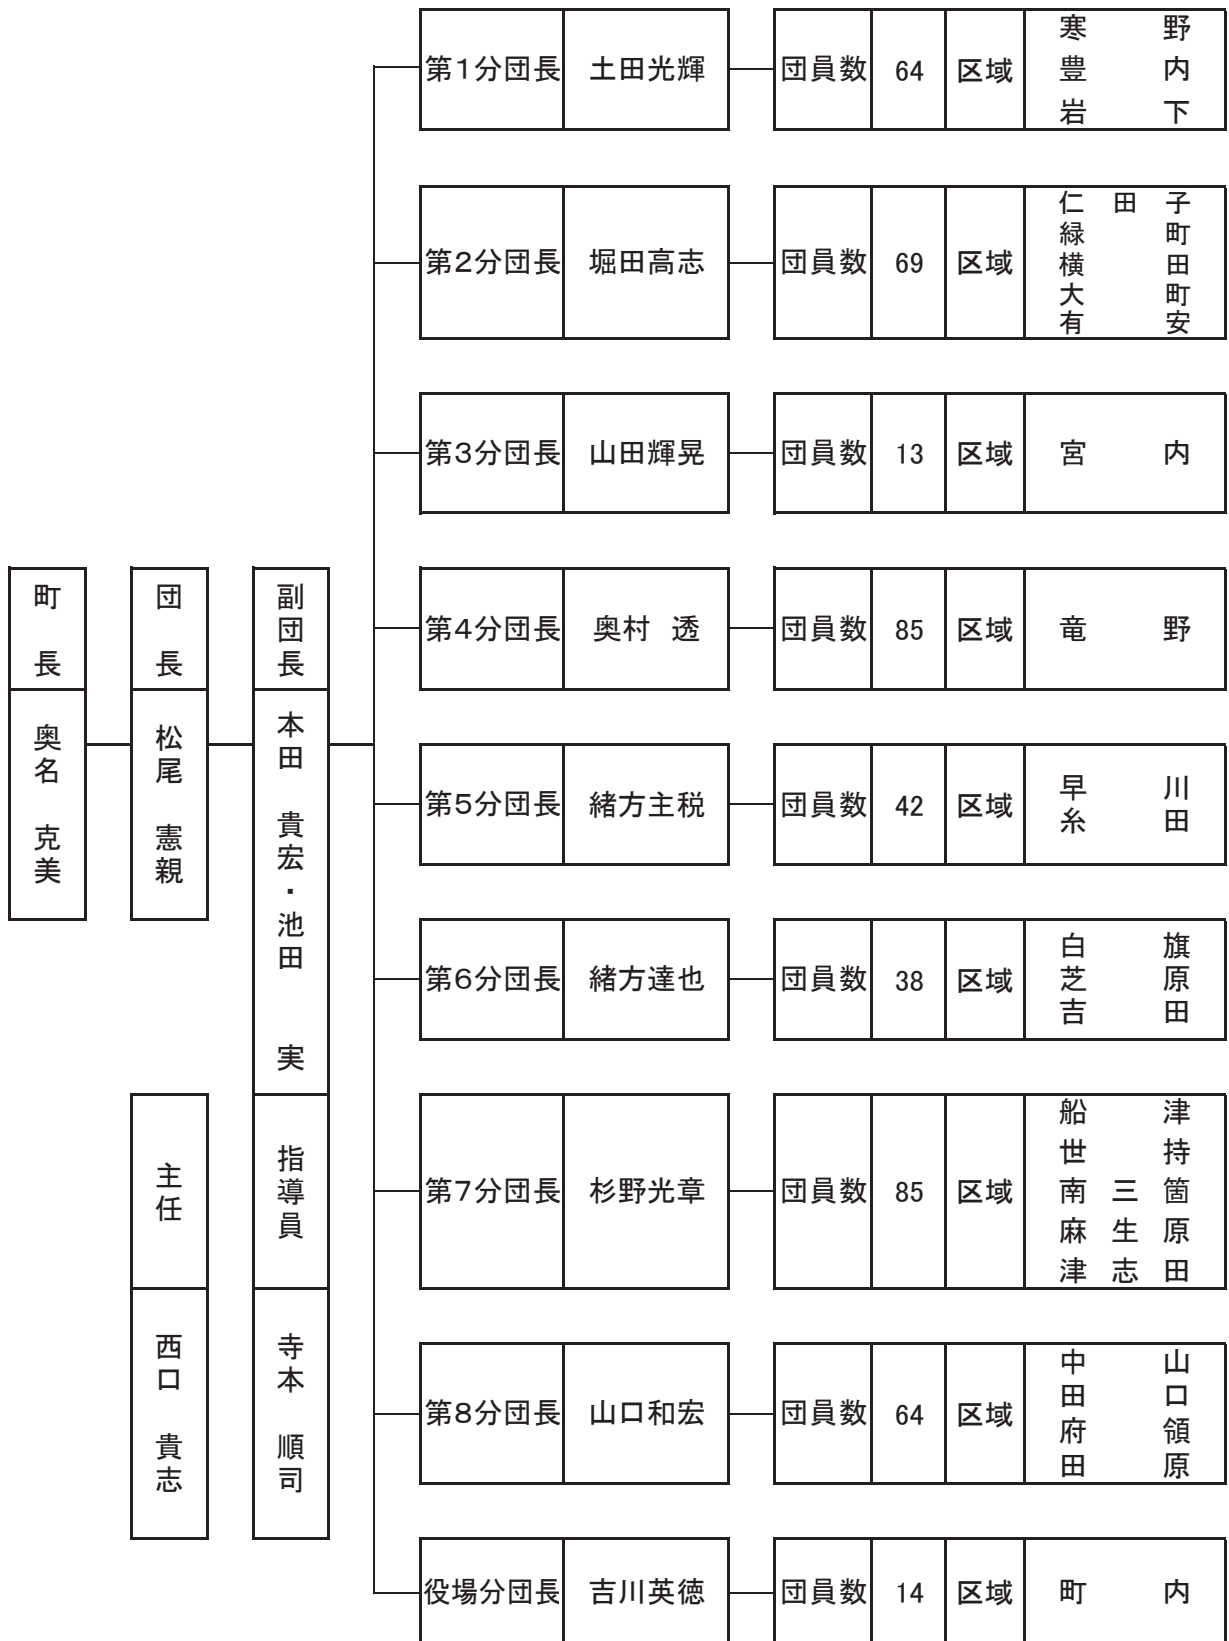 町長
奥名 克美
団長
松尾 憲親
副団長
本田 貴宏・池田 実
主任
西口 貴志
指導員
寺本 順司
第1分団長 土田光輝 団員数 64 区域 寒野
豊内
岩下
第2分団長 堀田高志 団員数 69 区域 仁田子
緑町
横田
大町
有安
第3分団長 山田輝晃 団員数 13 区域 宮内
第4分団長 奥村 透 団員数 85 区域 竜野
第5分団長 緒方主税 団員数 42 区域 早川
糸田
第6分団長 緒方達也 団員数 38 区域 白旗
芝原
吉田
第7分団長 杉野光章 団員数 85 区域 船津
世持
南三箇
麻生原
津志田
第8分団長 山口和宏 団員数 64 区域 中山
田口
府領
田原
役場分団長 吉川英徳 団員数 14 区域 町内